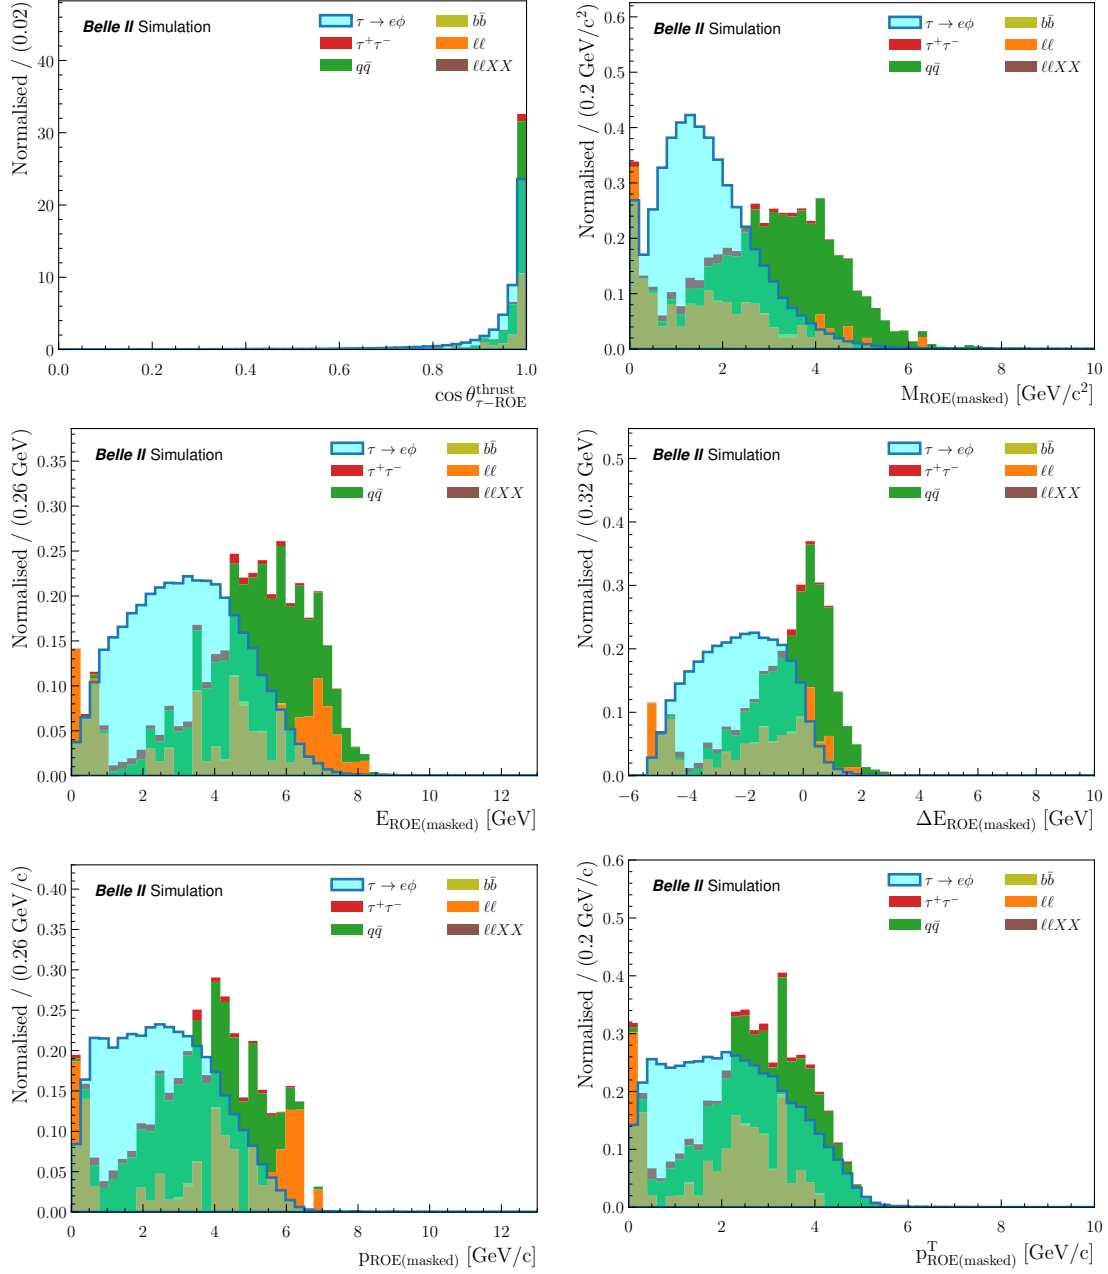 Normalised / (0.02)
Belle II Simulation
τ → eϕ
τ⁺τ⁻
qq̄
bb̄
ℓℓ
ℓℓXX
40
30
20
10
0
0.0 0.2 0.4 0.6 0.8 1.0
cos θ^thrust_τ−ROE
Normalised / (0.2 GeV/c²)
Belle II Simulation
τ → eϕ
τ⁺τ⁻
qq̄
bb̄
ℓℓ
ℓℓXX
0.6
0.5
0.4
0.3
0.2
0.1
0.0
0 2 4 6 8 10
M_ROE(masked) [GeV/c²]
Normalised / (0.26 GeV)
Belle II Simulation
τ → eϕ
τ⁺τ⁻
qq̄
bb̄
ℓℓ
ℓℓXX
0.35
0.30
0.25
0.20
0.15
0.10
0.05
0.00
0 2 4 6 8 10 12
E_ROE(masked) [GeV]
Normalised / (0.32 GeV)
Belle II Simulation
τ → eϕ
τ⁺τ⁻
qq̄
bb̄
ℓℓ
ℓℓXX
0.5
0.4
0.3
0.2
0.1
0.0
−6 −4 −2 0 2 4 6 8 10
ΔE_ROE(masked) [GeV]
Normalised / (0.26 GeV/c)
Belle II Simulation
τ → eϕ
τ⁺τ⁻
qq̄
bb̄
ℓℓ
ℓℓXX
0.40
0.35
0.30
0.25
0.20
0.15
0.10
0.05
0.00
0 2 4 6 8 10 12
p_ROE(masked) [GeV/c]
Normalised / (0.2 GeV/c)
Belle II Simulation
τ → eϕ
τ⁺τ⁻
qq̄
bb̄
ℓℓ
ℓℓXX
0.6
0.5
0.4
0.3
0.2
0.1
0.0
0 2 4 6 8 10
p^T_ROE(masked) [GeV/c]